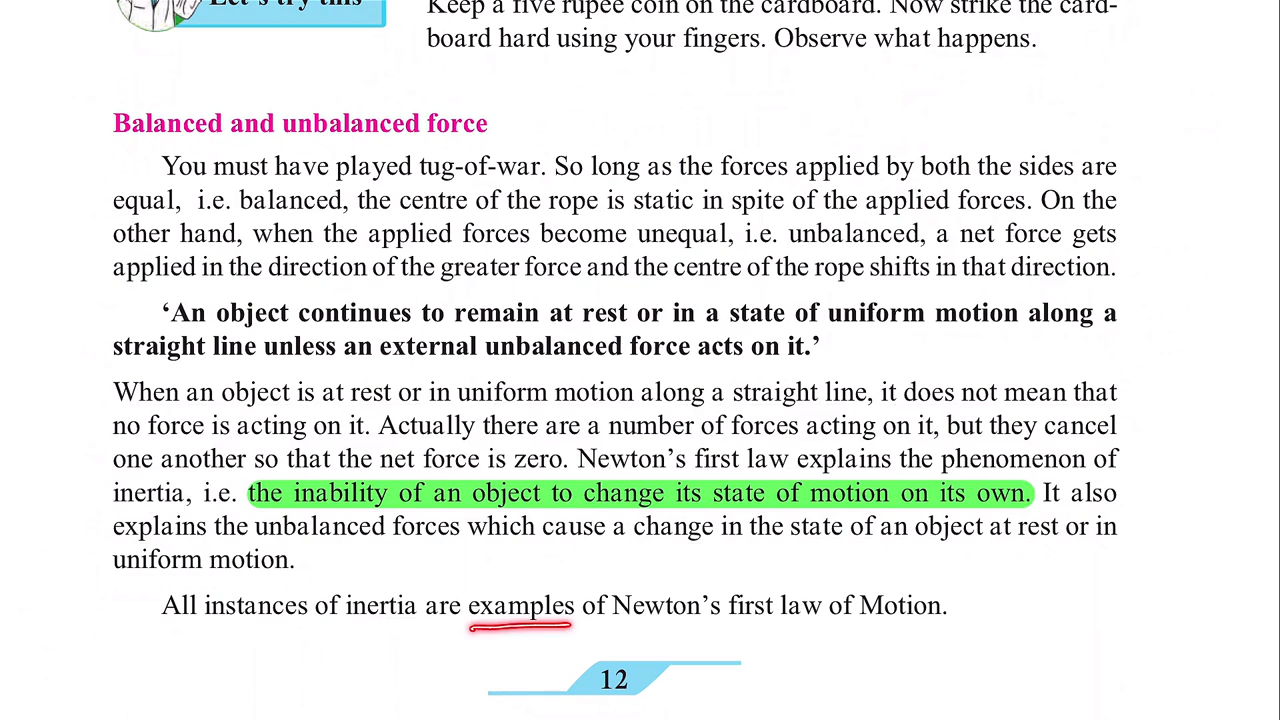 Let's try this
Keep a five rupee coin on the cardboard. Now strike the card-
board hard using your fingers. Observe what happens.
Balanced and unbalanced force
You must have played tug-of-war. So long as the forces applied by both the sides are
equal, i.e. balanced, the centre of the rope is static in spite of the applied forces. On the
other hand, when the applied forces become unequal, i.e. unbalanced, a net force gets
applied in the direction of the greater force and the centre of the rope shifts in that direction.
‘An object continues to remain at rest or in a state of uniform motion along a
straight line unless an external unbalanced force acts on it.’
When an object is at rest or in uniform motion along a straight line, it does not mean that
no force is acting on it. Actually there are a number of forces acting on it, but they cancel
one another so that the net force is zero. Newton’s first law explains the phenomenon of
inertia, i.e. the inability of an object to change its state of motion on its own. It also
explains the unbalanced forces which cause a change in the state of an object at rest or in
uniform motion.
All instances of inertia are examples of Newton’s first law of Motion.
12